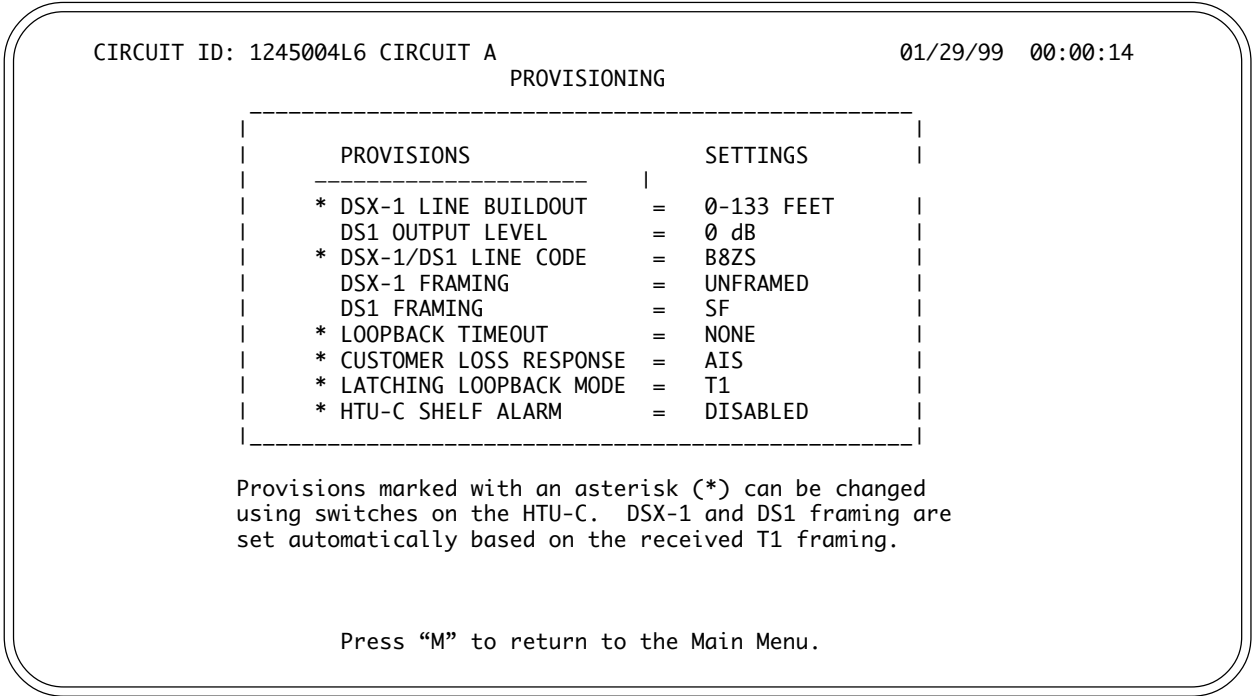 CIRCUIT ID: 1245004L6 CIRCUIT A 01/29/99 00:00:14
PROVISIONING
PROVISIONS SETTINGS
* DSX-1 LINE BUILDOUT = 0-133 FEET
DS1 OUTPUT LEVEL = 0 dB
* DSX-1/DS1 LINE CODE = B8ZS
DSX-1 FRAMING = UNFRAMED
DS1 FRAMING = SF
* LOOPBACK TIMEOUT = NONE
* CUSTOMER LOSS RESPONSE = AIS
* LATCHING LOOPBACK MODE = T1
* HTU-C SHELF ALARM = DISABLED
Provisions marked with an asterisk (*) can be changed
using switches on the HTU-C. DSX-1 and DS1 framing are
set automatically based on the received T1 framing.
Press “M” to return to the Main Menu.